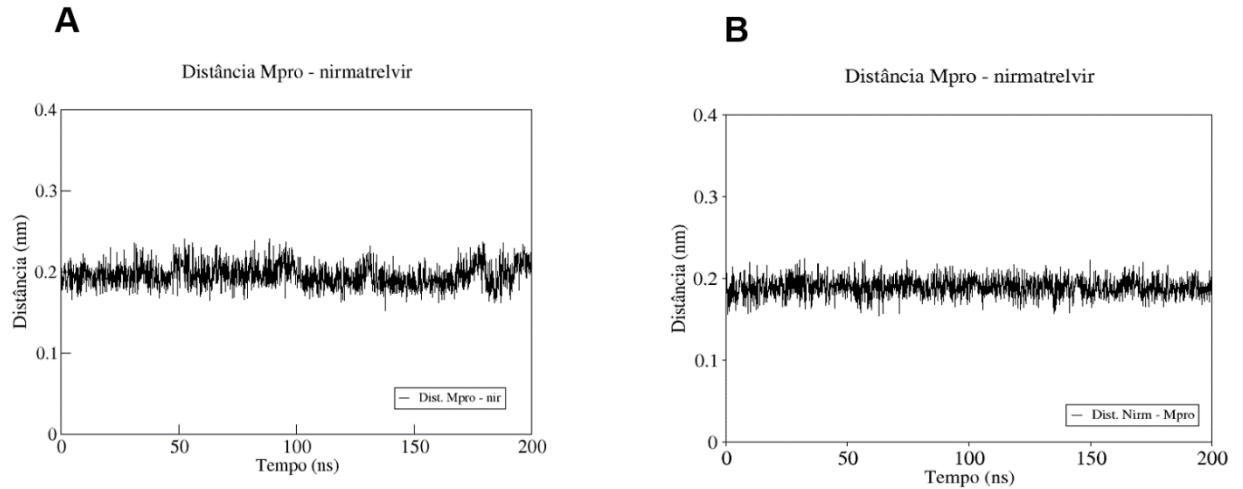 A
Distância Mpro - nirmatrelvir
0.4
0.3
0.2
0.1
0
Distância (nm)
Dist. Mpro - nir
0 50 100 150 200
Tempo (ns)
B
Distância Mpro - nirmatrelvir
0.4
0.3
0.2
0.1
0
Distância (nm)
Dist. Nirm - Mpro
0 50 100 150 200
Tempo (ns)